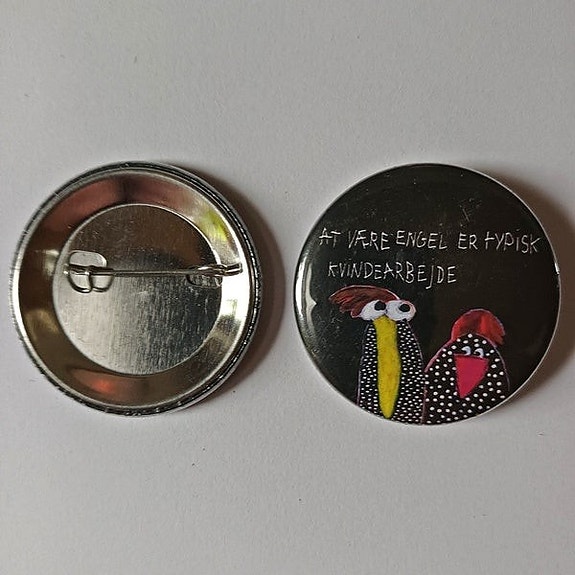 AT VÆRE ENGEL ER TYPISK
KVINDEARBEJDE